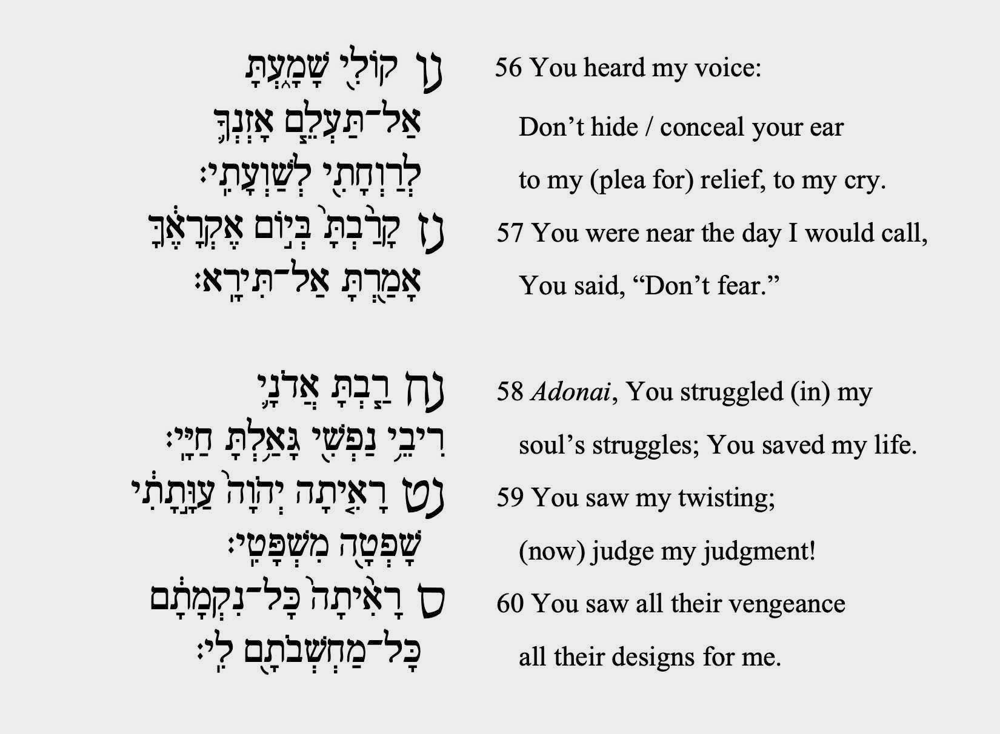 נו קוֹלִ֖י שָׁמָ֑עְתָּ
56 You heard my voice:
אַל־תַּעְלֵ֧ם אָזְנְךָ֛
Don’t hide / conceal your ear
לְרַוְחָתִ֖י לְשַׁוְעָתִֽי׃
to my (plea for) relief, to my cry.
נז קָרַ֙בְתָּ֙ בְּי֣וֹם אֶקְרָאֶ֔ךָּ
57 You were near the day I would call,
אָמַ֖רְתָּ אַל־תִּירָֽא׃
You said, “Don’t fear.”
נח רַ֧בְתָּ אֲדֹנָ֛י
58 Adonai, You struggled (in) my
רִיבֵ֥י נַפְשִׁ֖י גָּאַ֥לְתָּ חַיָּֽי׃
soul’s struggles; You saved my life.
נט רָאִ֤יתָה יְהֹוָה֙ עַוָּ֣תָתִ֔י
59 You saw my twisting;
שָׁפְטָ֖ה מִשְׁפָּטִֽי׃
(now) judge my judgment!
ס רָאִ֙יתָה֙ כׇּל־נִקְמָתָ֔ם
60 You saw all their vengeance
כׇּל־מַחְשְׁבֹתָ֖ם לִֽי׃
all their designs for me.